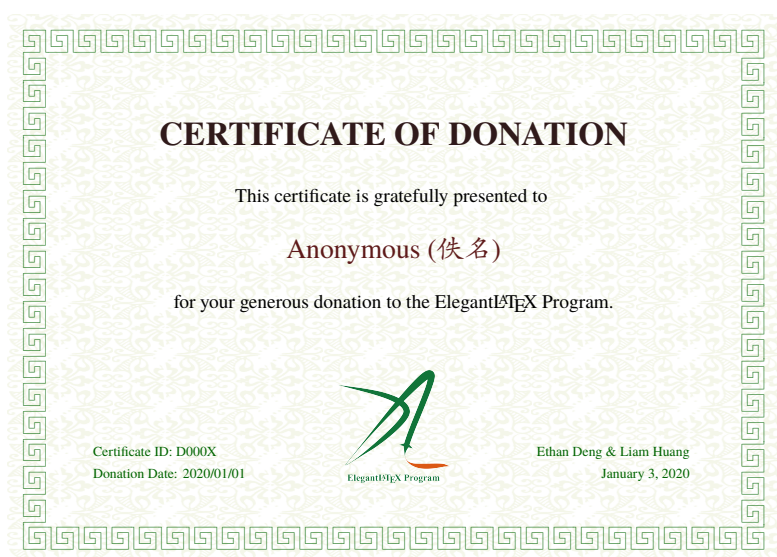 CERTIFICATE OF DONATION
This certificate is gratefully presented to
Anonymous (佚名)
for your generous donation to the ElegantLATEX Program.
Certificate ID: D000X
Donation Date: 2020/01/01
ElegantLATEX Program
Ethan Deng & Liam Huang
January 3, 2020